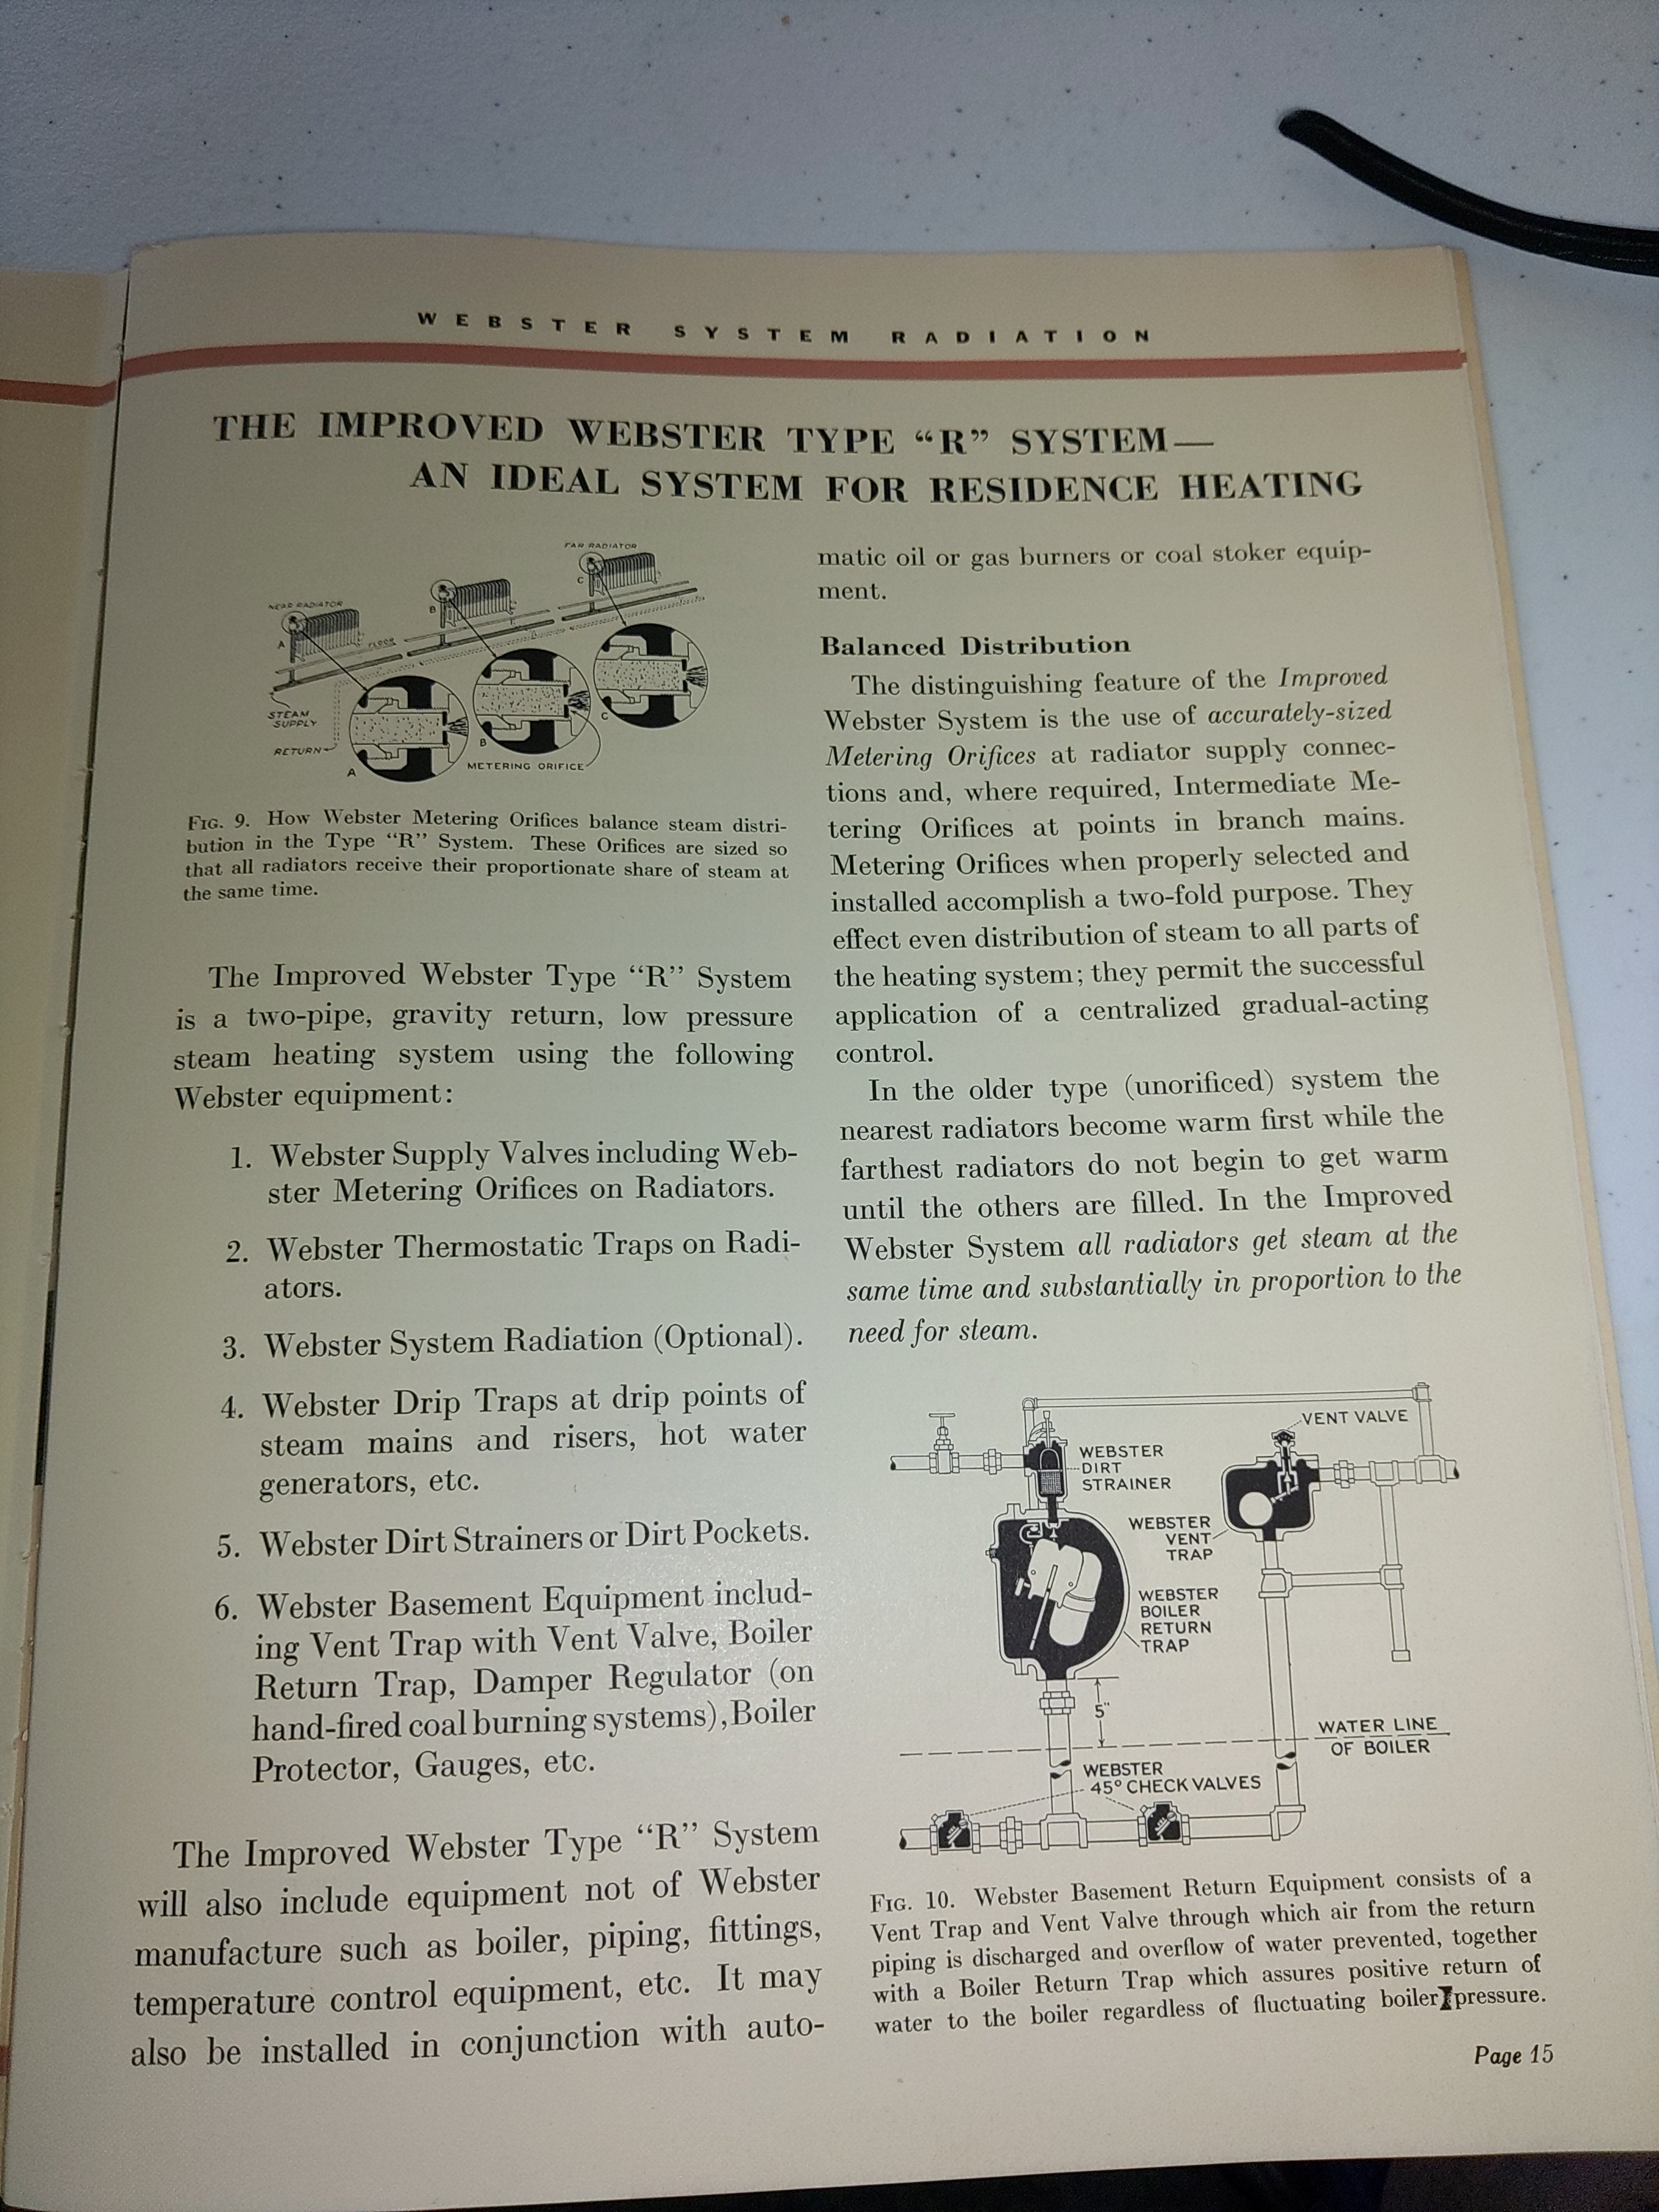 WEBSTER SYSTEM RADIATION
THE IMPROVED WEBSTER TYPE “R” SYSTEM—
AN IDEAL SYSTEM FOR RESIDENCE HEATING
FAR RADIATOR
C
B
NEAR RADIATOR
A
FLOOR
STEAM
SUPPLY
RETURN
A
B
C
METERING ORIFICE
FIG. 9. How Webster Metering Orifices balance steam distri-
bution in the Type “R” System. These Orifices are sized so
that all radiators receive their proportionate share of steam at
the same time.
The Improved Webster Type “R” System
is a two-pipe, gravity return, low pressure
steam heating system using the following
Webster equipment:
1. Webster Supply Valves including Web-
ster Metering Orifices on Radiators.
2. Webster Thermostatic Traps on Radi-
ators.
3. Webster System Radiation (Optional).
4. Webster Drip Traps at drip points of
steam mains and risers, hot water
generators, etc.
5. Webster Dirt Strainers or Dirt Pockets.
6. Webster Basement Equipment includ-
ing Vent Trap with Vent Valve, Boiler
Return Trap, Damper Regulator (on
hand-fired coal burning systems), Boiler
Protector, Gauges, etc.
The Improved Webster Type “R” System
will also include equipment not of Webster
manufacture such as boiler, piping, fittings,
temperature control equipment, etc. It may
also be installed in conjunction with auto-
matic oil or gas burners or coal stoker equip-
ment.
Balanced Distribution
The distinguishing feature of the Improved
Webster System is the use of accurately-sized
Metering Orifices at radiator supply connec-
tions and, where required, Intermediate Me-
tering Orifices at points in branch mains.
Metering Orifices when properly selected and
installed accomplish a two-fold purpose. They
effect even distribution of steam to all parts of
the heating system; they permit the successful
application of a centralized gradual-acting
control.
In the older type (unorificed) system the
nearest radiators become warm first while the
farthest radiators do not begin to get warm
until the others are filled. In the Improved
Webster System all radiators get steam at the
same time and substantially in proportion to the
need for steam.
VENT VALVE
WEBSTER
DIRT
STRAINER
WEBSTER
VENT
TRAP
WEBSTER
BOILER
RETURN
TRAP
5"
WATER LINE
OF BOILER
WEBSTER
45° CHECK VALVES
FIG. 10. Webster Basement Return Equipment consists of a
Vent Trap and Vent Valve through which air from the return
piping is discharged and overflow of water prevented, together
with a Boiler Return Trap which assures positive return of
water to the boiler regardless of fluctuating boiler pressure.
Page 15